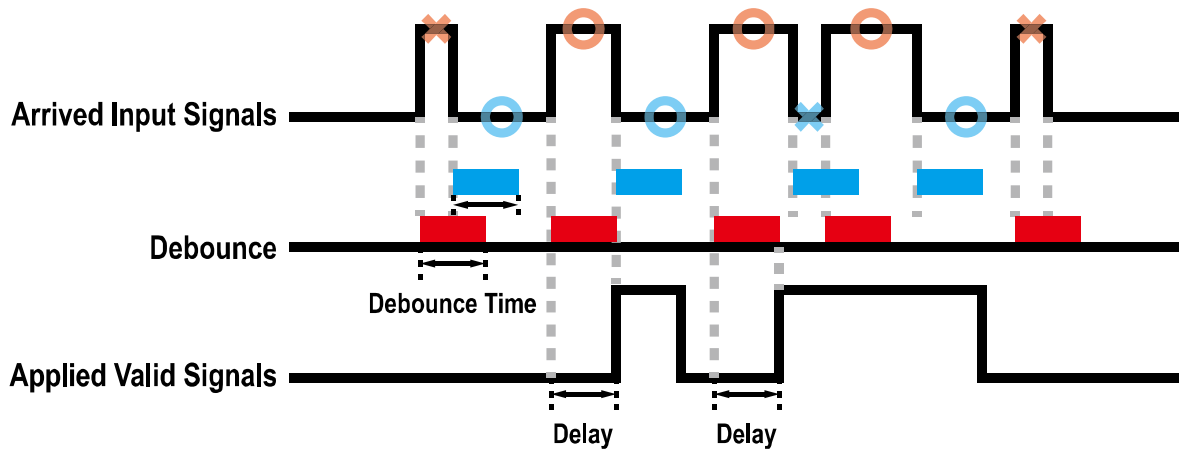 Arrived Input Signals
Debounce
Debounce Time
Applied Valid Signals
Delay
Delay